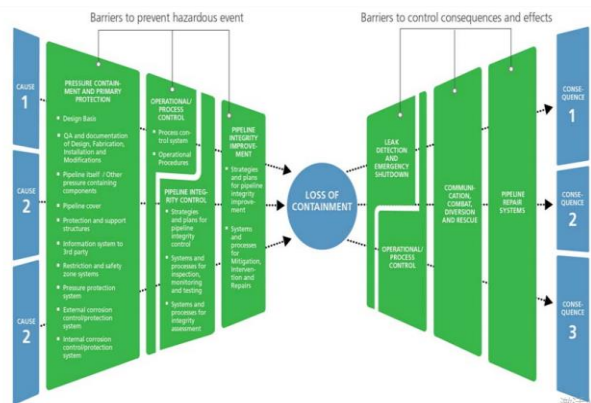 Barriers to prevent hazardous event
Barriers to control consequences and effects
CAUSE
1
CAUSE
2
CAUSE
2
PRESSURE CONTAIN-
MENT AND PRIMARY
PROTECTION
Design Basis
QA and documentation
of Design, Fabrication,
Installation and
Modifications
Pipeline itself / Other
pressure containing
components
Pipeline cover
Protection and support
structures
Information system to
3rd party
Restriction and safety
zone systems
Pressure protection
system
External corrosion
control/protection
system
Internal corrosion
control/protection
system
OPERATIONAL/
PROCESS
CONTROL
Process con-
trol system
Operational
Procedures
PIPELINE INTEG-
RITY CONTROL
Strategies and
plans for pipeline
integrity control
Systems and
processes for
inspection,
monitoring and
testing
Systems and
processes for
integrity
assessment
PIPELINE
INTEGRITY
IMPROVE-
MENT
Strategies
and plans
for pipeline
integrity
improve-
ment
Systems
and
processes
for
Mitigation,
Interven-
tion and
Repairs
LOSS OF
CONTAINMENT
LEAK
DETECTION
AND
EMERGENCY
SHUTDOWN
OPERATIONAL/
PROCESS
CONTROL
COMMUNI-
CATION,
COMBAT,
DIVERSION
AND RESCUE
PIPELINE
REPAIR
SYSTEMS
CONSE-
QUENCE
1
CONSE-
QUENCE
2
CONSE-
QUENCE
3